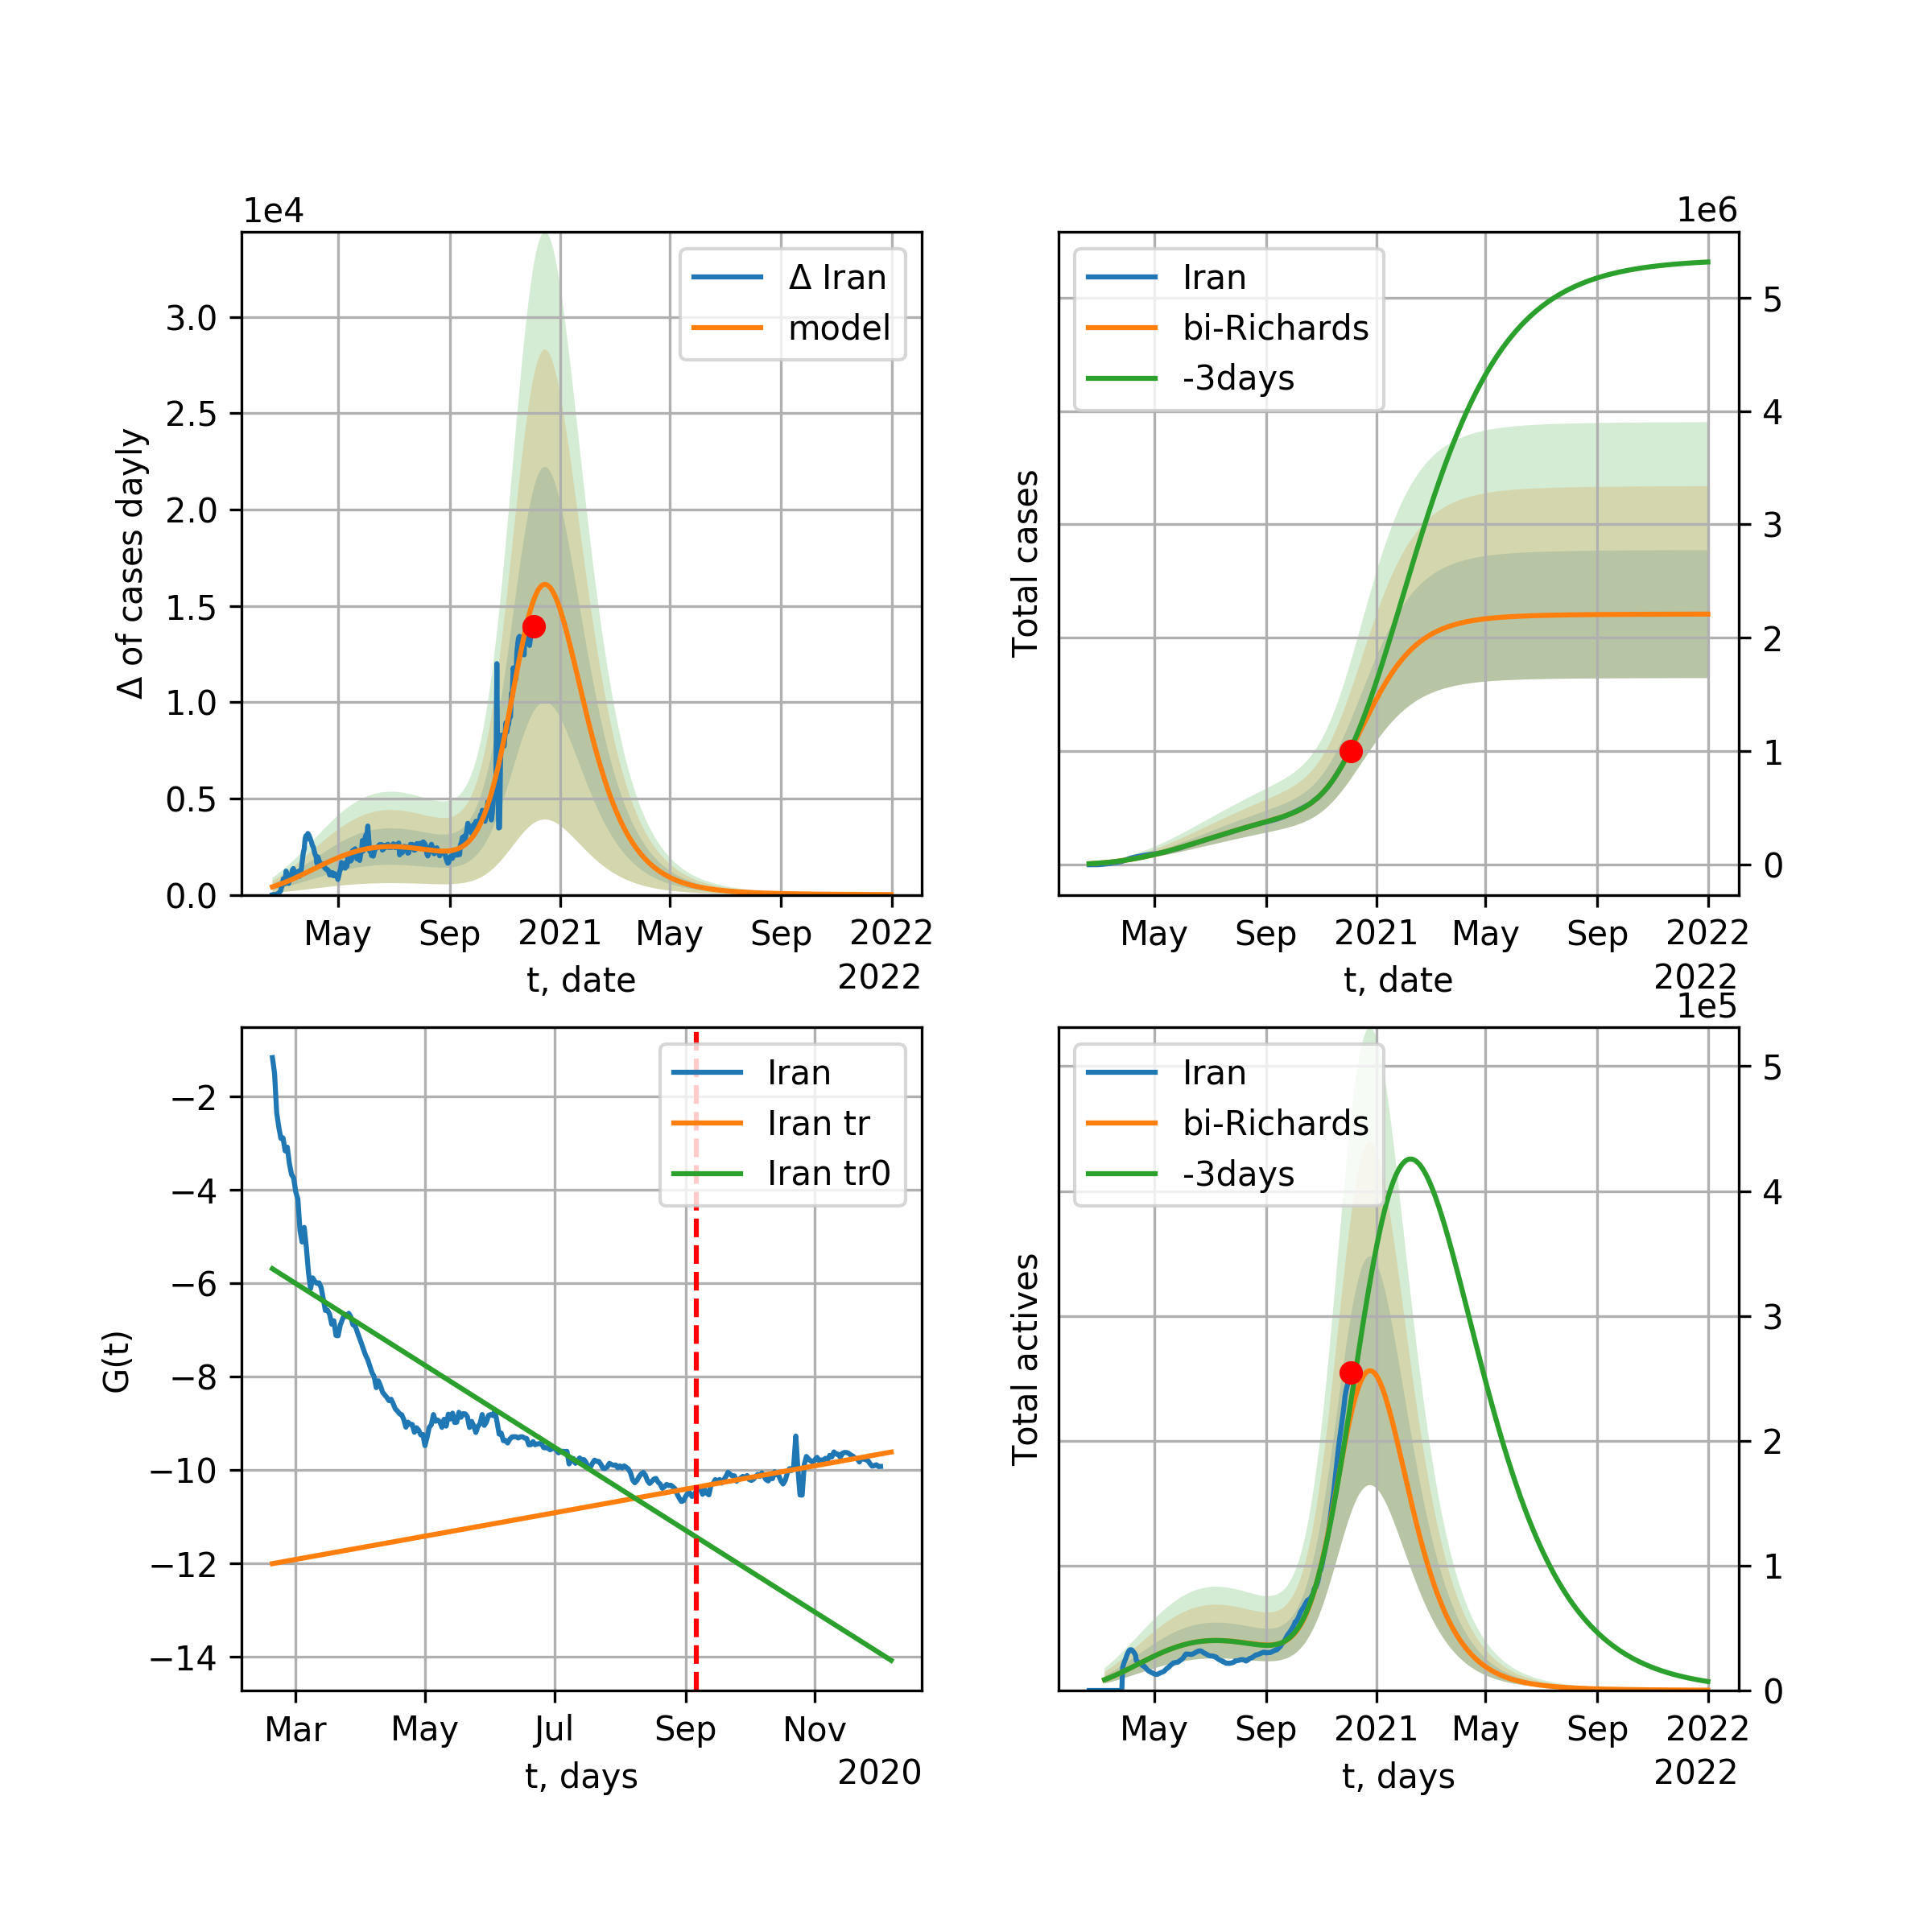 1e4
Δ of cases dayly
3.0
2.5
2.0
1.5
1.0
0.5
0.0
Δ Iran
model
May Sep 2021 May Sep 2022
t, date
2022
1e6
Total cases
Iran
bi-Richards
-3days
5
4
3
2
1
0
May Sep 2021 May Sep 2022
t, date
2022
G(t)
−2
−4
−6
−8
−10
−12
−14
Iran
Iran tr
Iran tr0
Mar May Jul Sep Nov
t, days
2020
1e5
Total actives
Iran
bi-Richards
-3days
5
4
3
2
1
0
May Sep 2021 May Sep 2022
t, days
2022